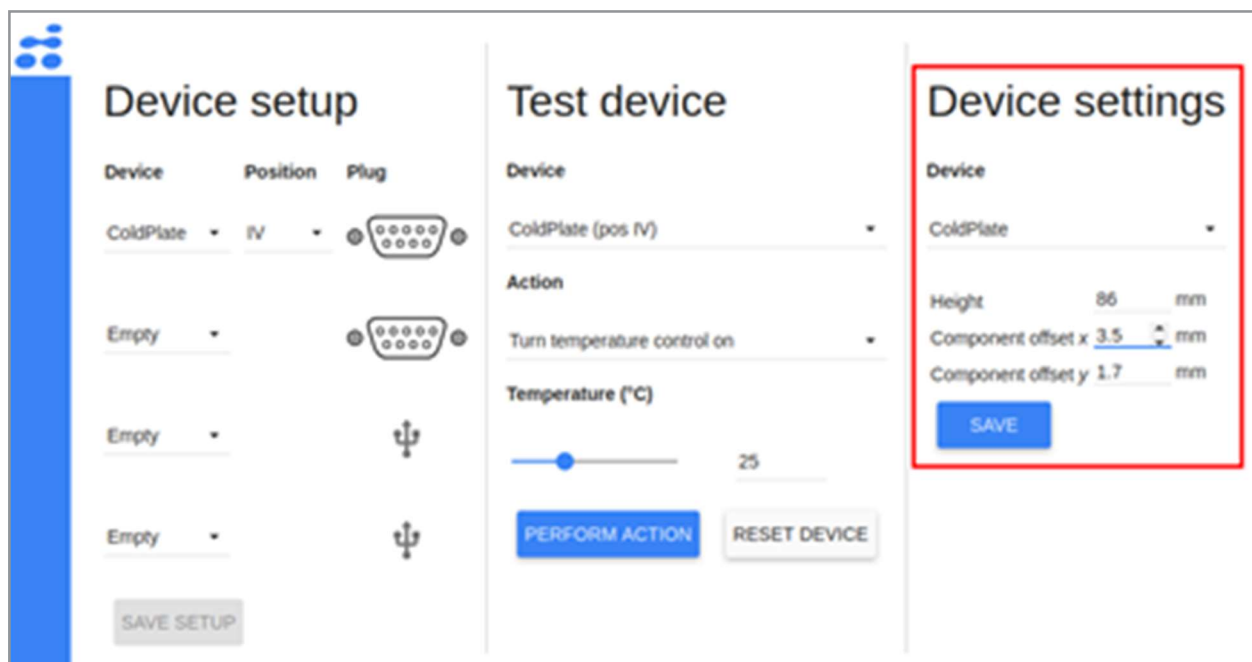 Device setup
Device Position Plug
ColdPlate IV
Empty
Empty
Empty
SAVE SETUP
Test device
Device
ColdPlate (pos IV)
Action
Turn temperature control on
Temperature (°C)
25
PERFORM ACTION RESET DEVICE
Device settings
Device
ColdPlate
Height 86 mm
Component offset x 3.5 mm
Component offset y 1.7 mm
SAVE